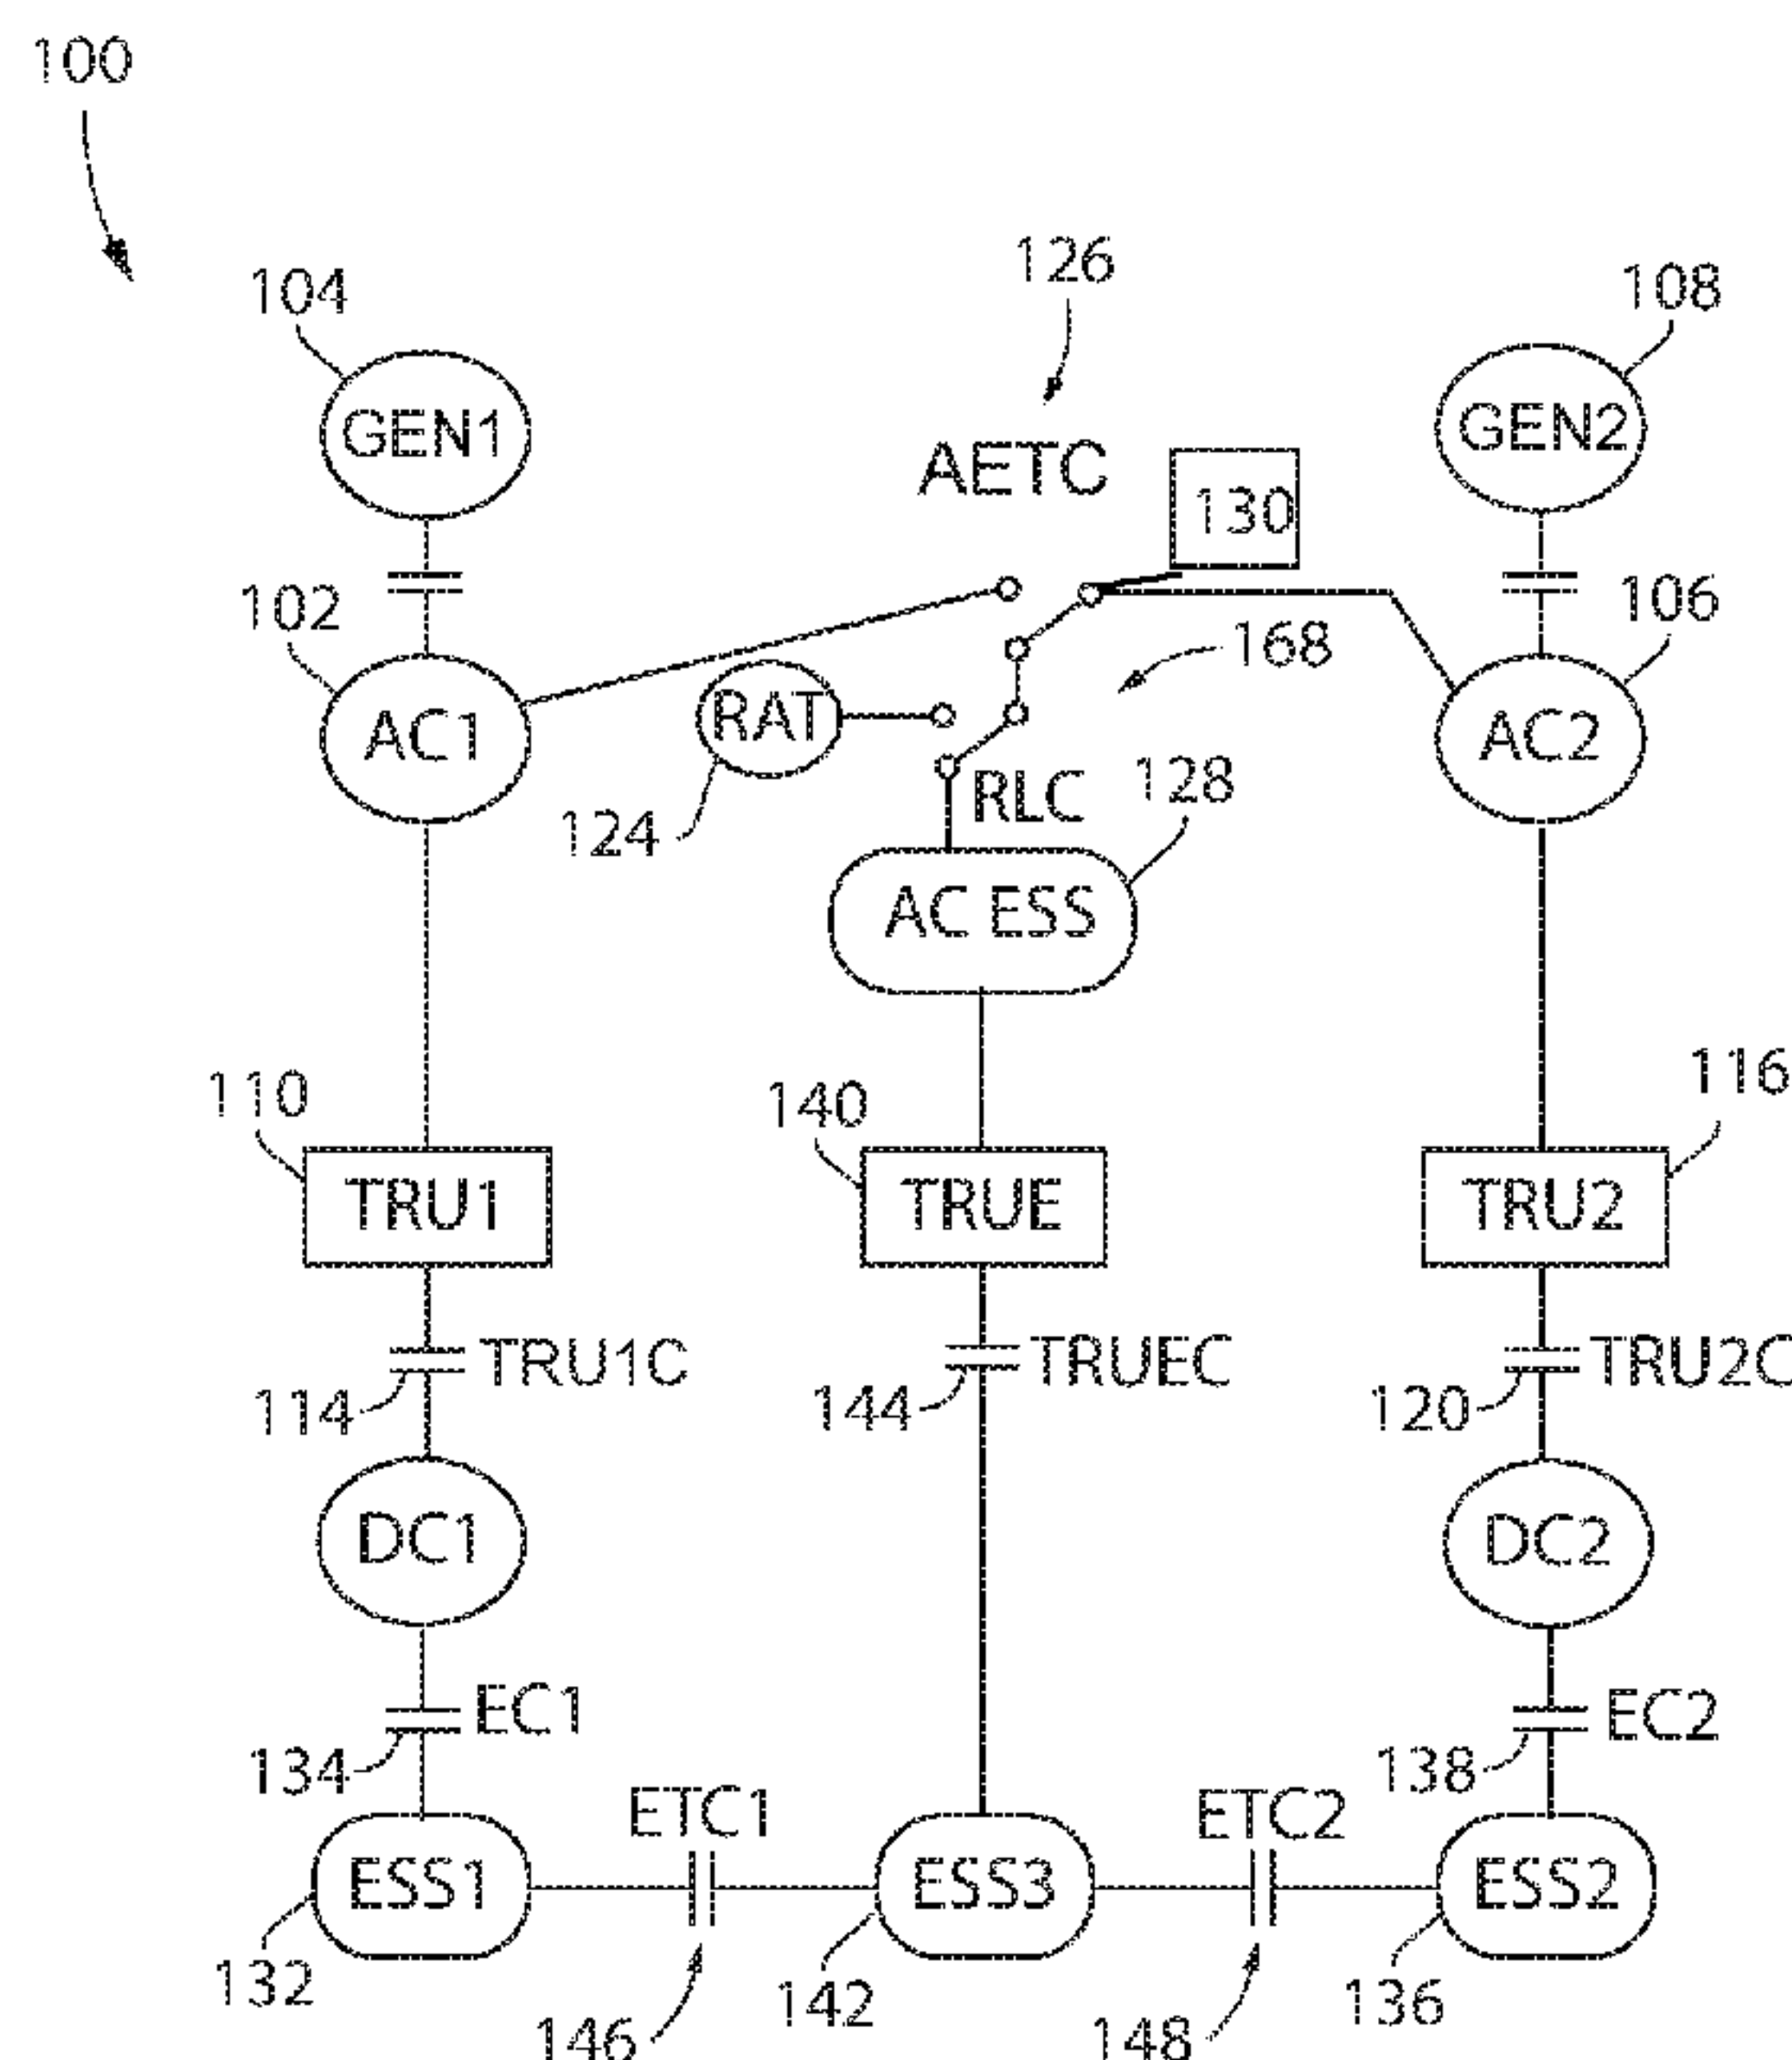 100
126
104
108
GEN1
AETC
130
GEN2
102
106
168
AC1
RAT
AC2
RLC
128
124
AC ESS
110
140
116
TRU1
TRUE
TRU2
TRU1C
TRUEC
TRU2C
114
144
120
DC1
DC2
EC1
EC2
134
138
ETC1
ETC2
ESS1
ESS3
ESS2
132
142
136
146
148